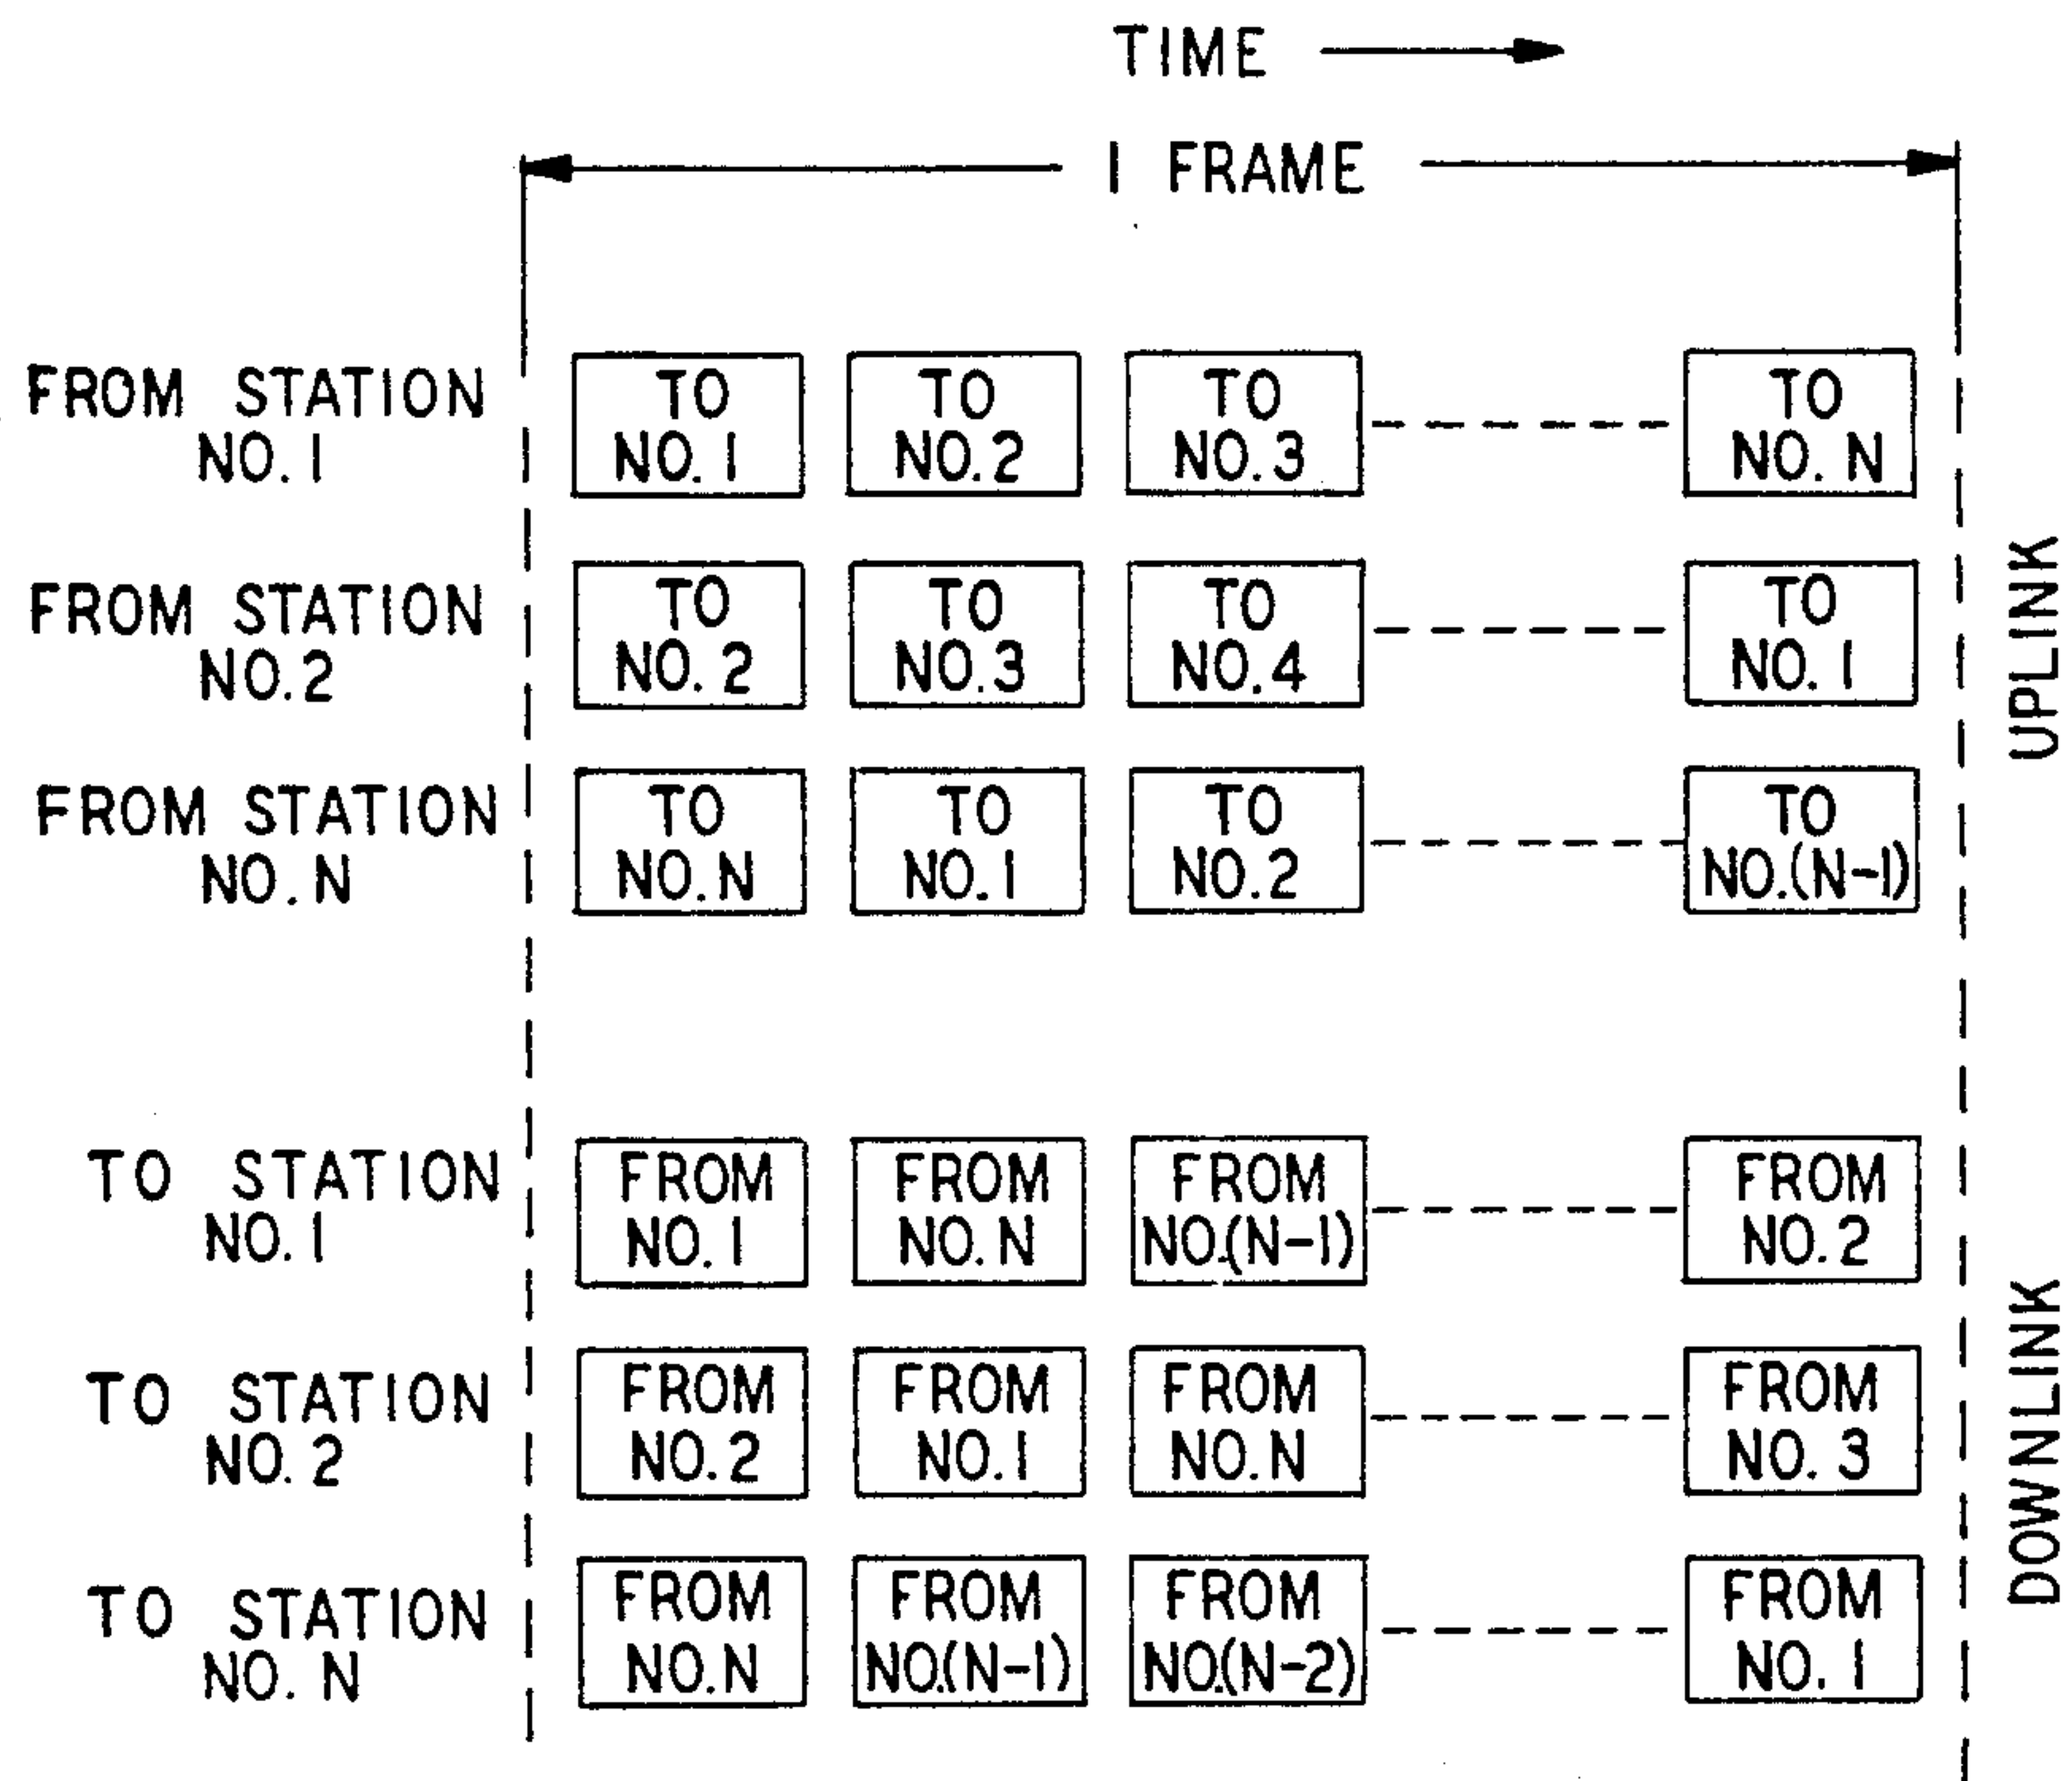 TIME
1 FRAME
FROM STATION
NO. 1
TO
NO. 1
TO
NO. 2
TO
NO. 3
TO
NO. N
FROM STATION
NO. 2
TO
NO. 2
TO
NO. 3
TO
NO. 4
TO
NO. 1
FROM STATION
NO. N
TO
NO. N
TO
NO. 1
TO
NO. 2
TO
NO. (N-1)
UPLINK
TO STATION
NO. 1
FROM
NO. 1
FROM
NO. N
FROM
NO. (N-1)
FROM
NO. 2
TO STATION
NO. 2
FROM
NO. 2
FROM
NO. 1
FROM
NO. N
FROM
NO. 3
TO STATION
NO. N
FROM
NO. N
FROM
NO. (N-1)
FROM
NO. (N-2)
FROM
NO. 1
DOWNLINK